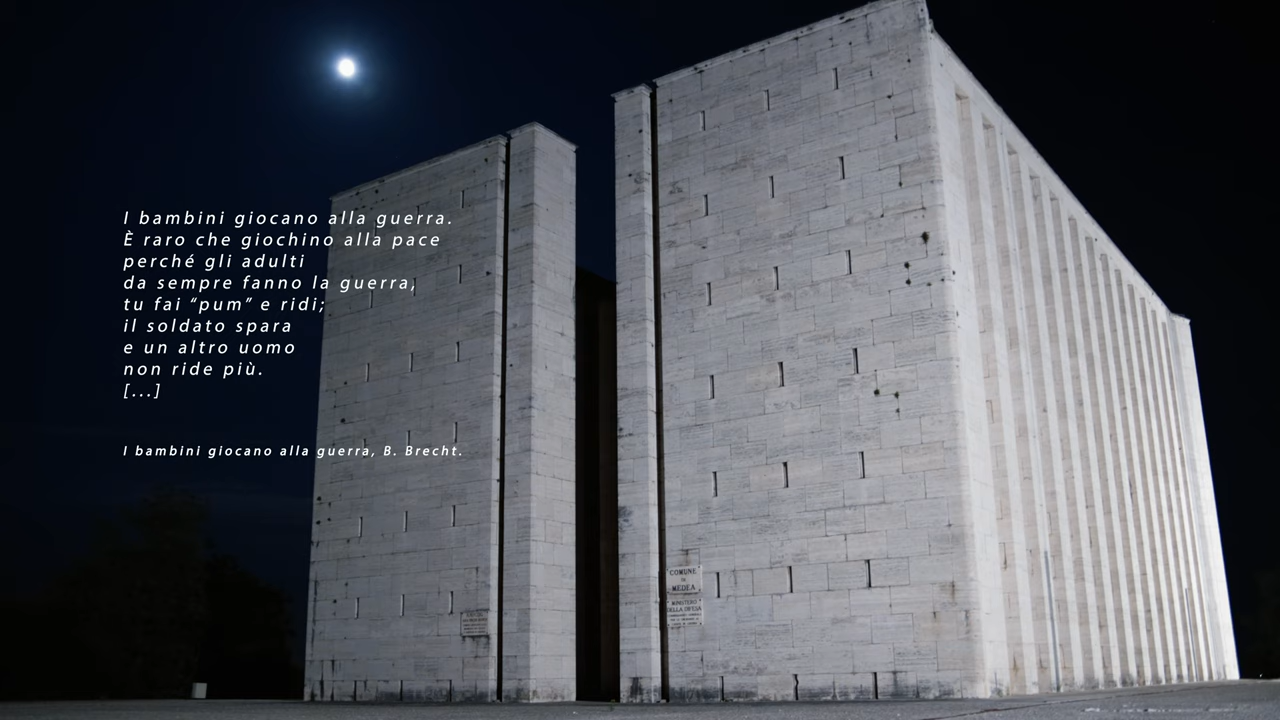 I bambini giocano alla guerra.
È raro che giochino alla pace
perché gli adulti
da sempre fanno la guerra;
tu fai “pum” e ridi;
il soldato spara
e un altro uomo
non ride più.
[...]
I bambini giocano alla guerra, B. Brecht.
COMUNE
DI
MEDEA
MINISTERO
DELLA DIFESA